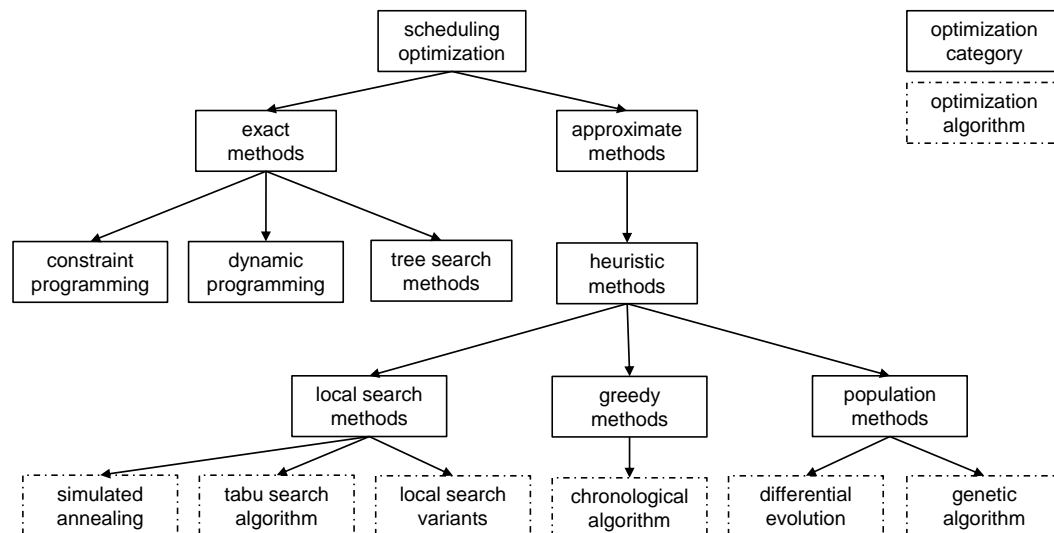 scheduling
optimization
optimization
category
optimization
algorithm
exact
methods
approximate
methods
constraint
programming
dynamic
programming
tree search
methods
heuristic
methods
local search
methods
greedy
methods
population
methods
simulated
annealing
tabu search
algorithm
local search
variants
chronological
algorithm
differential
evolution
genetic
algorithm